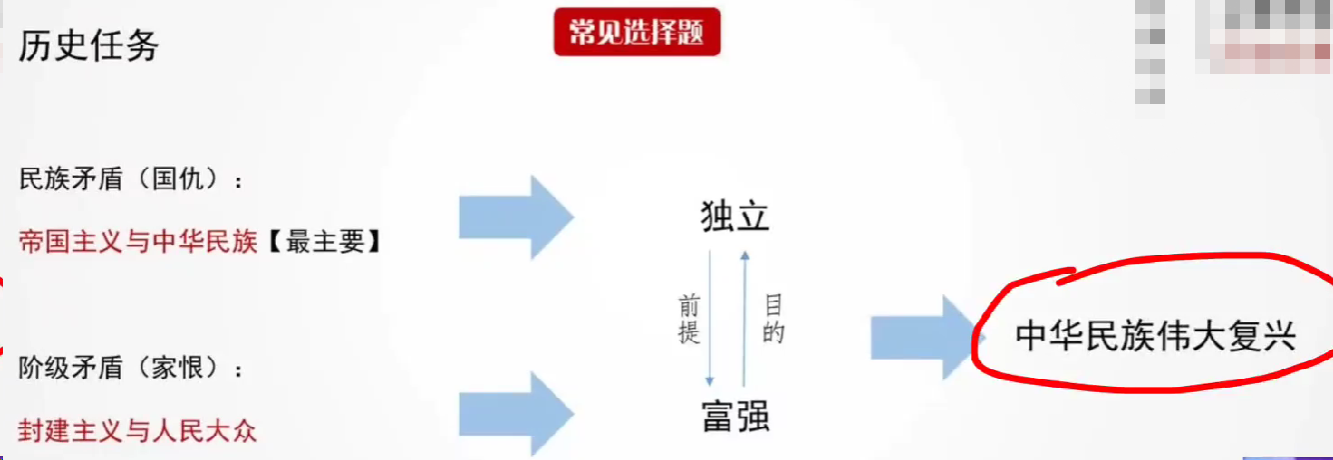 常见选择题
历史任务
民族矛盾（国仇）：
帝国主义与中华民族【最主要】
独立
前提
目的
中华民族伟大复兴
阶级矛盾（家恨）：
富强
封建主义与人民大众